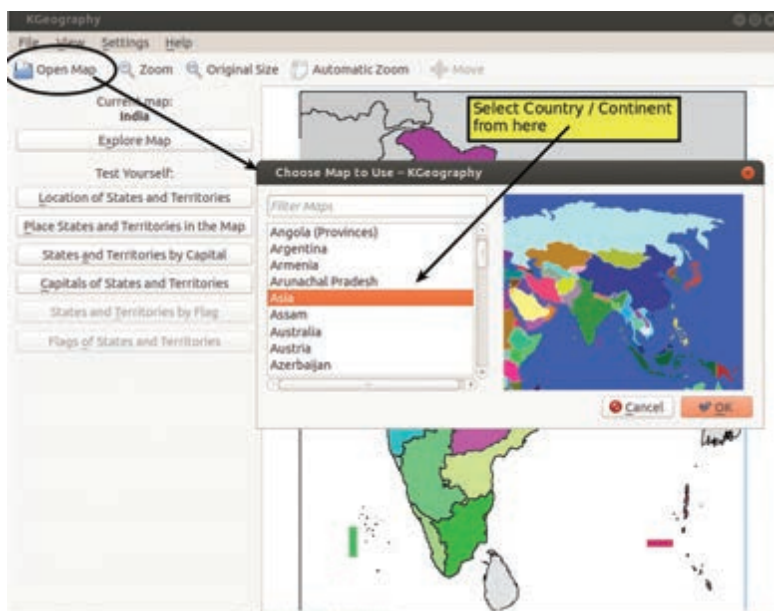 KGeography
File View Settings Help
Open Map Zoom Original Size Automatic Zoom Move
Current map:
India
Explore Map
Test Yourself:
Location of States and Territories
Place States and Territories in the Map
States and Territories by Capital
Capitals of States and Territories
States and Territories by Flag
Flags of States and Territories
Select Country / Continent
from here
Choose Map to Use – KGeography
Filter Maps
Angola (Provinces)
Argentina
Armenia
Arunachal Pradesh
Asia
Assam
Australia
Austria
Azerbaijan
Cancel OK